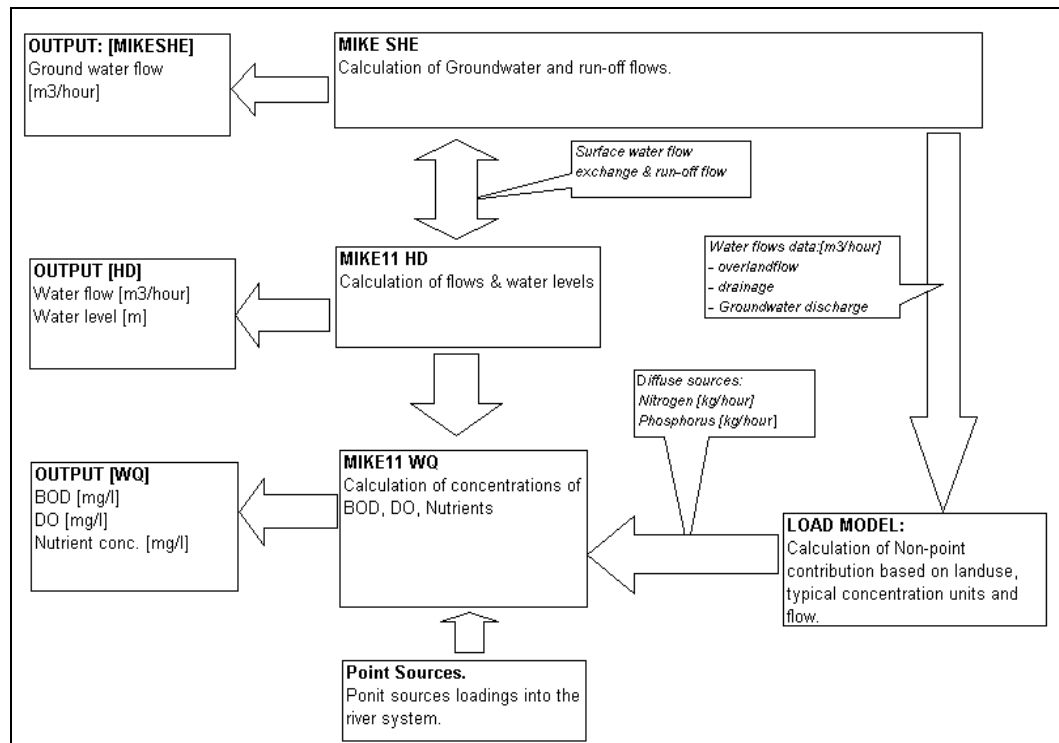 OUTPUT: [MIKESHE]
Ground water flow
[m3/hour]
MIKE SHE
Calculation of Groundwater and run-off flows.
Surface water flow
exchange & run-off flow
Water flows data:[m3/hour]
- overlandflow
- drainage
- Groundwater discharge
OUTPUT [HD]
Water flow [m3/hour]
Water level [m]
MIKE11 HD
Calculation of flows & water levels
Diffuse sources:
Nitrogen [kg/hour]
Phosphorus [kg/hour]
OUTPUT [WQ]
BOD [mg/l]
DO [mg/l]
Nutrient conc. [mg/l]
MIKE11 WQ
Calculation of concentrations of
BOD, DO, Nutrients
LOAD MODEL:
Calculation of Non-point
contribution based on landuse,
typical concentration units and
flow.
Point Sources.
Ponit sources loadings into the
river system.